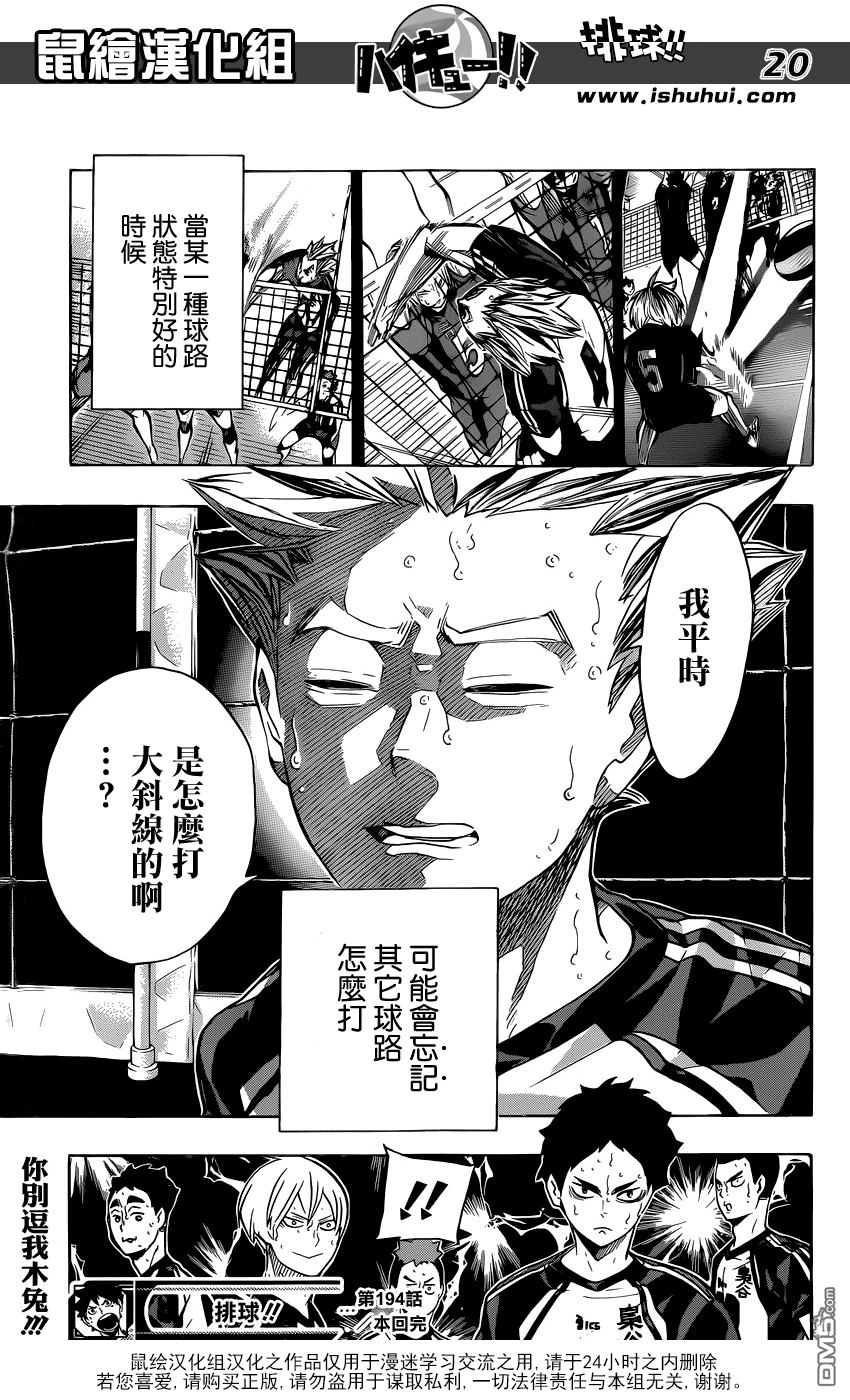 鼠繪漢化組
ハイキュー!!
排球!!
20
www.ishuhui.com
當某一種球路
狀態特別好的
時候
我平時
是怎麼打
大斜線的啊
…?
可能會忘記
其它球路
怎麼打
!!
梟谷
梟谷
你別逗我木兔!!!
排球!!
…第194話
本回完
DM5.com
鼠绘汉化组汉化之作品仅用于漫迷学习交流之用, 请于24小时之内删除
若您喜爱, 请购买正版, 请勿盗用于谋取私利, 一切法律责任与本组无关, 谢谢。